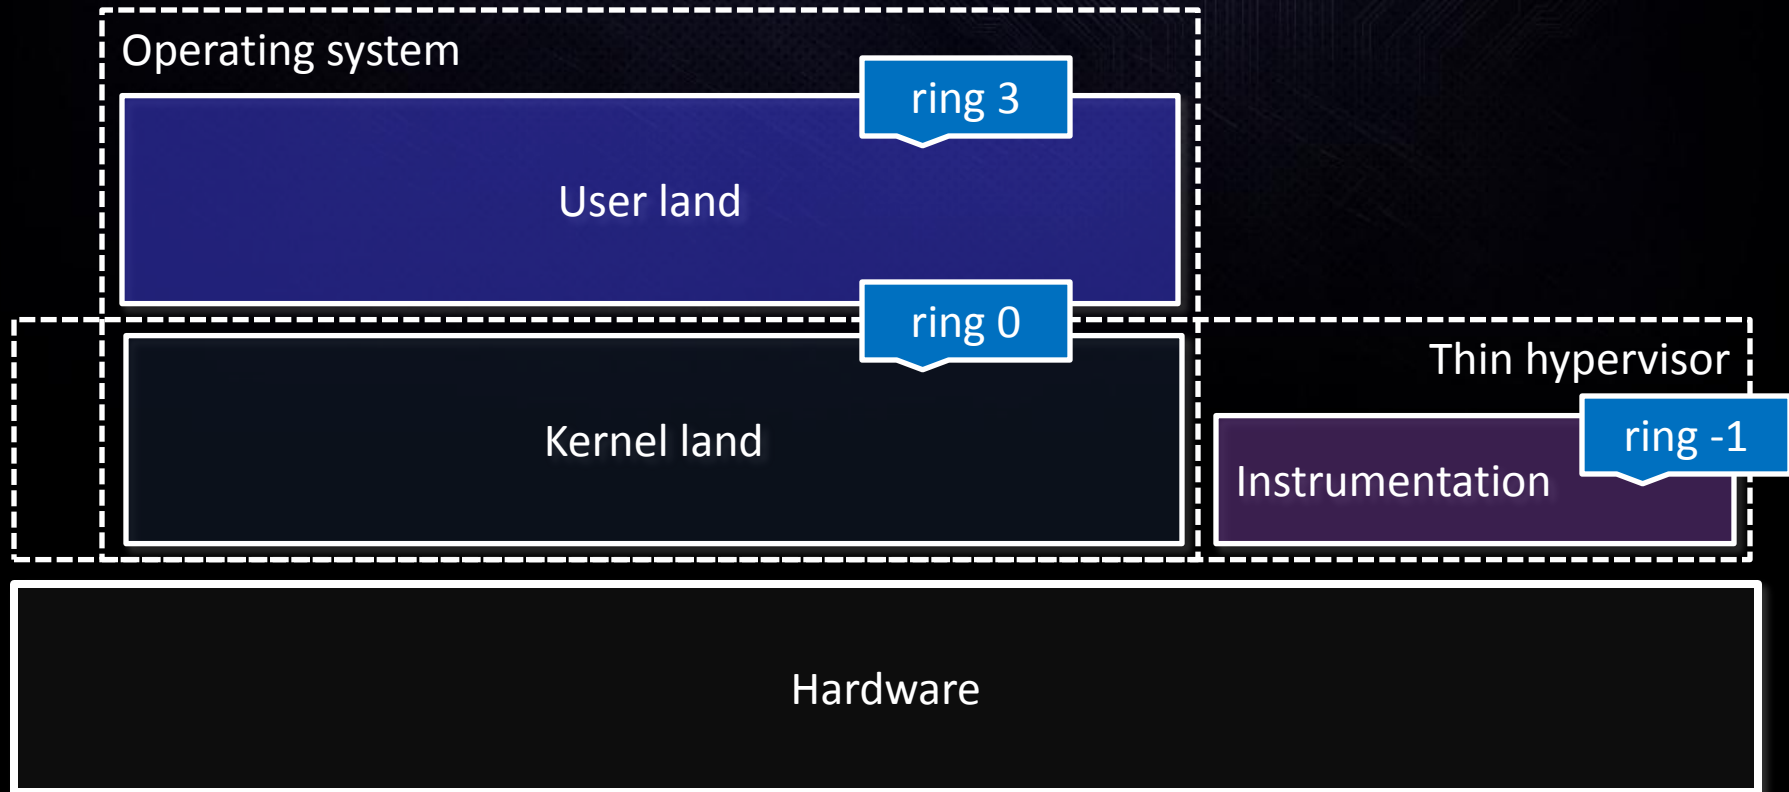 Operating system
ring 3
User land
ring 0
Thin hypervisor
Kernel land
ring -1
Instrumentation
Hardware